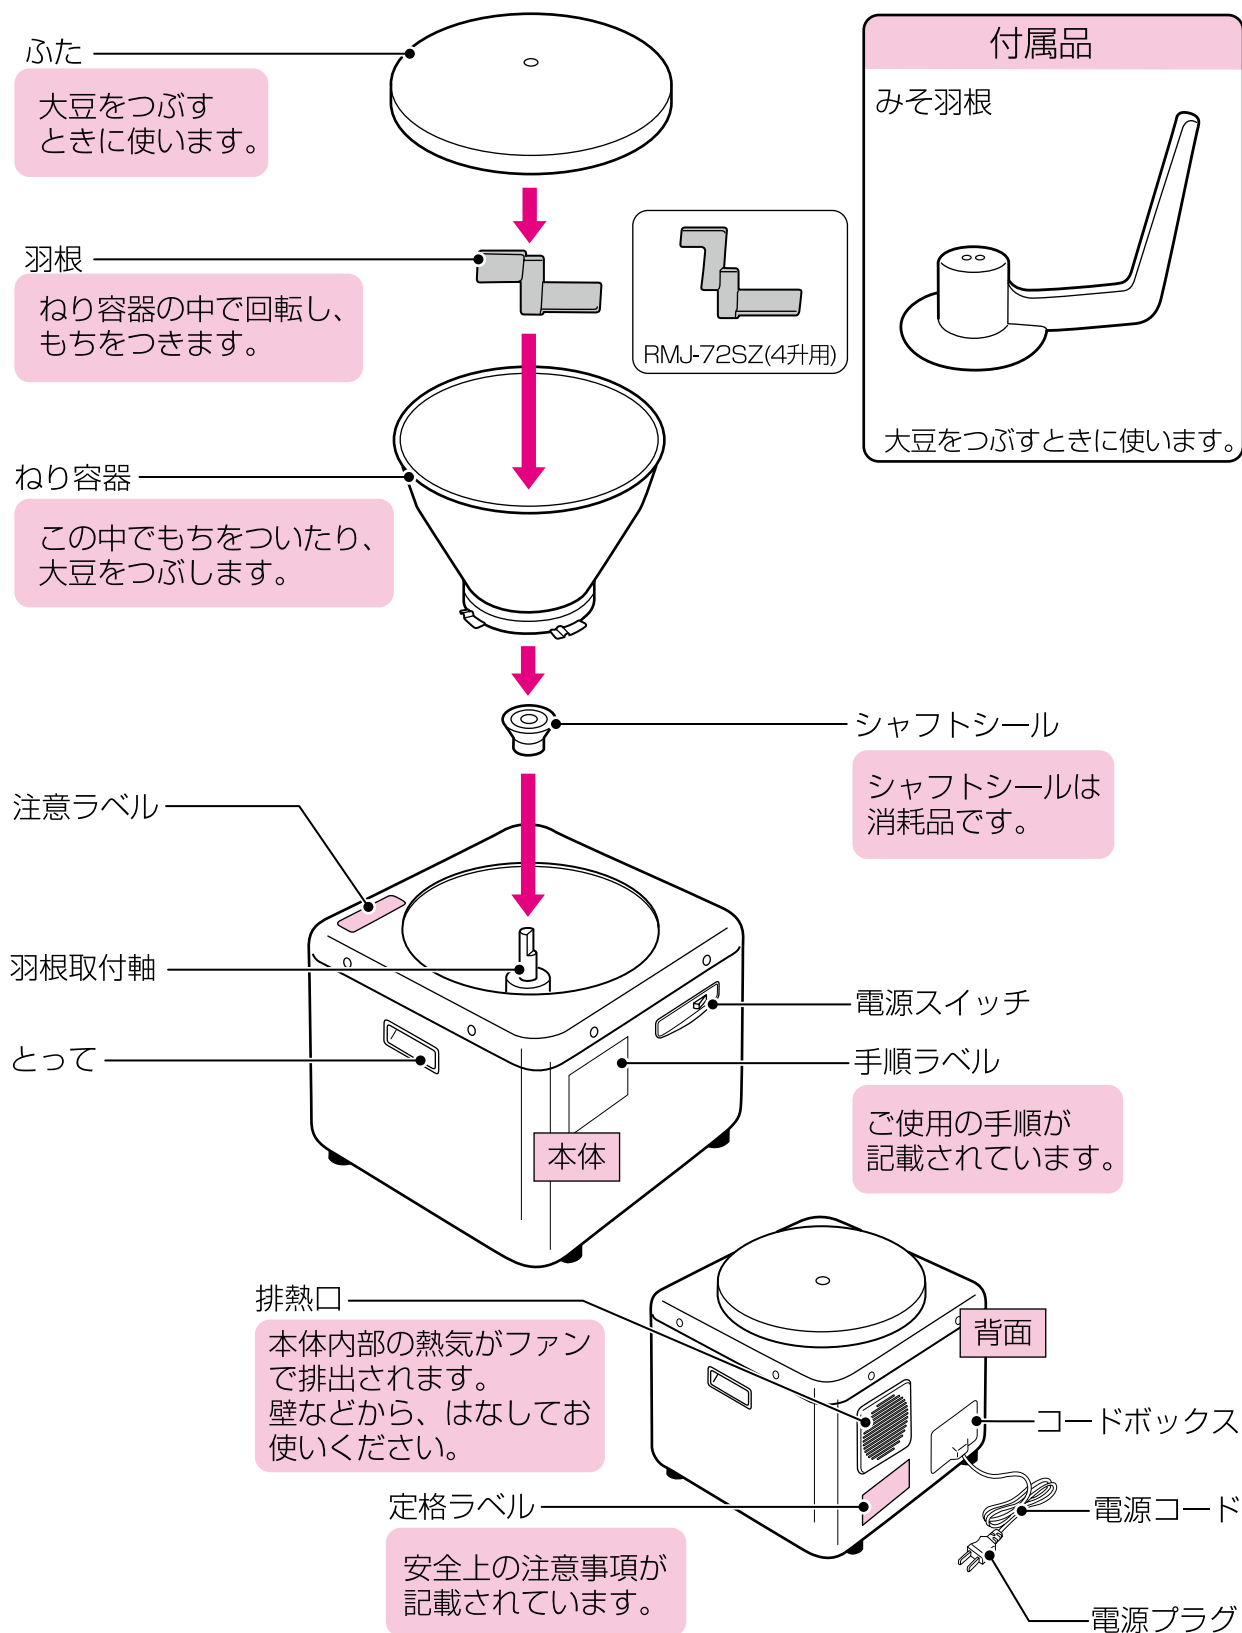 ふた
大豆をつぶす
ときに使います。
付属品
みそ羽根
大豆をつぶすときに使います。
羽根
ねり容器の中で回転し、
もちをつきます。
RMJ-72SZ(4升用)
ねり容器
この中でもちをついたり、
大豆をつぶします。
シャフトシール
シャフトシールは
消耗品です。
注意ラベル
羽根取付軸
とって
電源スイッチ
手順ラベル
ご使用の手順が
記載されています。
本体
排熱口
本体内部の熱気がファン
で排出されます。
壁などから、はなしてお
使いください。
背面
コードボックス
定格ラベル
安全上の注意事項が
記載されています。
電源コード
電源プラグ